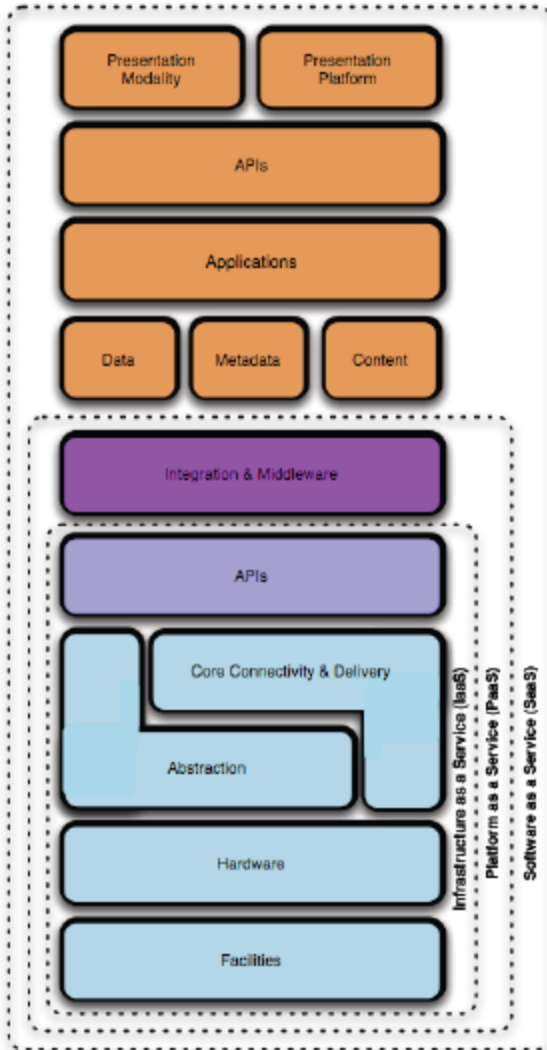 Presentation
Modality
Presentation
Platform
APIs
Applications
Data
Metadata
Content
Integration & Middleware
APIs
Core Connectivity & Delivery
Abstraction
Hardware
Facilities
Infrastructure as a Service (IaaS)
Platform as a Service (PaaS)
Software as a Service (SaaS)